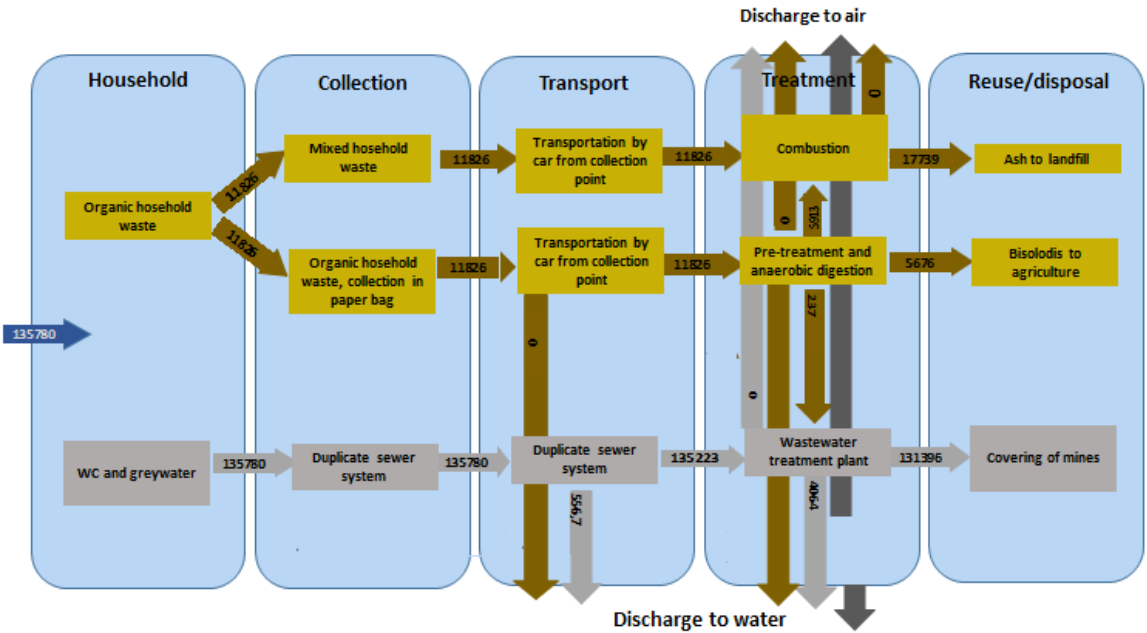 Discharge to air
Household
Collection
Transport
Treatment
Reuse/disposal
0
Mixed hosehold
waste
11826
Transportation by
car from collection
point
11826
Combustion
17739
Ash to landfill
11826
Organic hosehold
waste
11826
0
5913
Organic hosehold
waste, collection in
paper bag
11826
Transportation by
car from collection
point
11826
Pre-treatment and
anaerobic digestion
5676
Bisolodis to
agriculture
237
135780
0
0
WC and greywater
135780
Duplicate sewer
system
135780
Duplicate sewer
system
135223
Wastewater
treatment plant
131396
Covering of mines
556,7
4064
Discharge to water